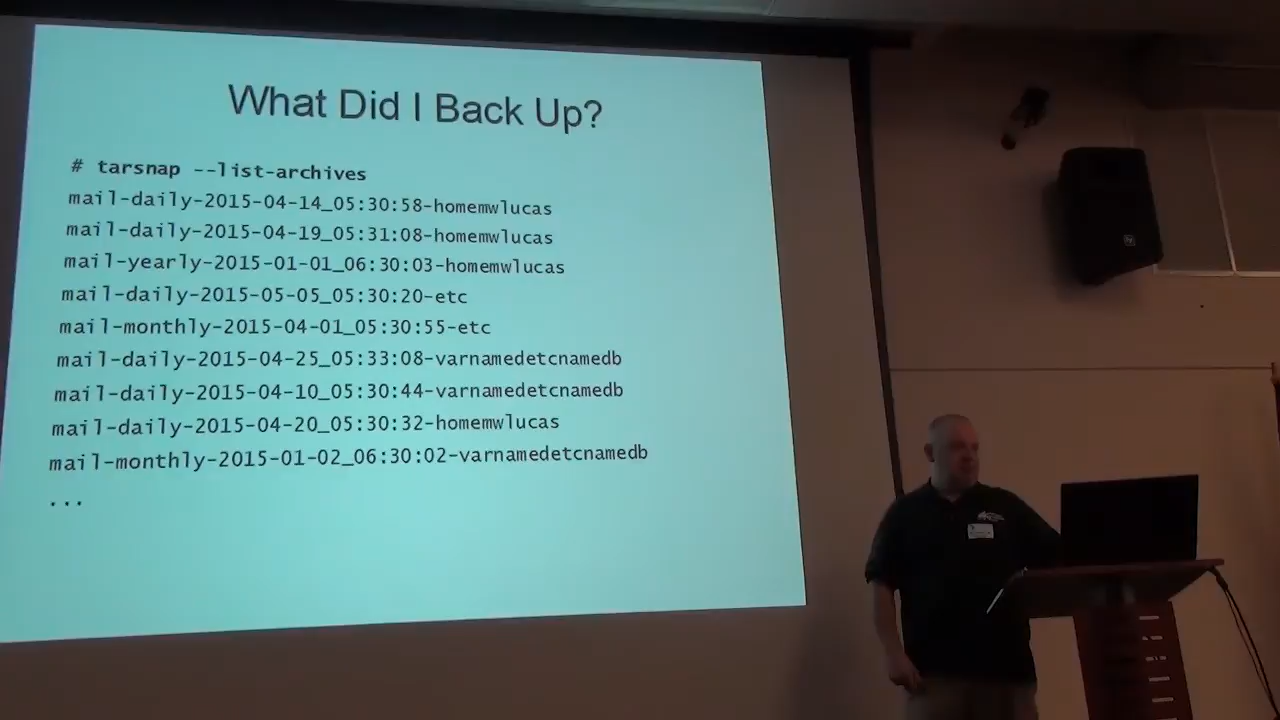 What Did I Back Up?
# tarsnap --list-archives
mail-daily-2015-04-14_05:30:58-homemwlucas
mail-daily-2015-04-19_05:31:08-homemwlucas
mail-yearly-2015-01-01_06:30:03-homemwlucas
mail-daily-2015-05-05_05:30:20-etc
mail-monthly-2015-04-01_05:30:55-etc
mail-daily-2015-04-25_05:33:08-varnamedetcnamedb
mail-daily-2015-04-10_05:30:44-varnamedetcnamedb
mail-daily-2015-04-20_05:30:32-homemwlucas
mail-monthly-2015-01-02_06:30:02-varnamedetcnamedb
...